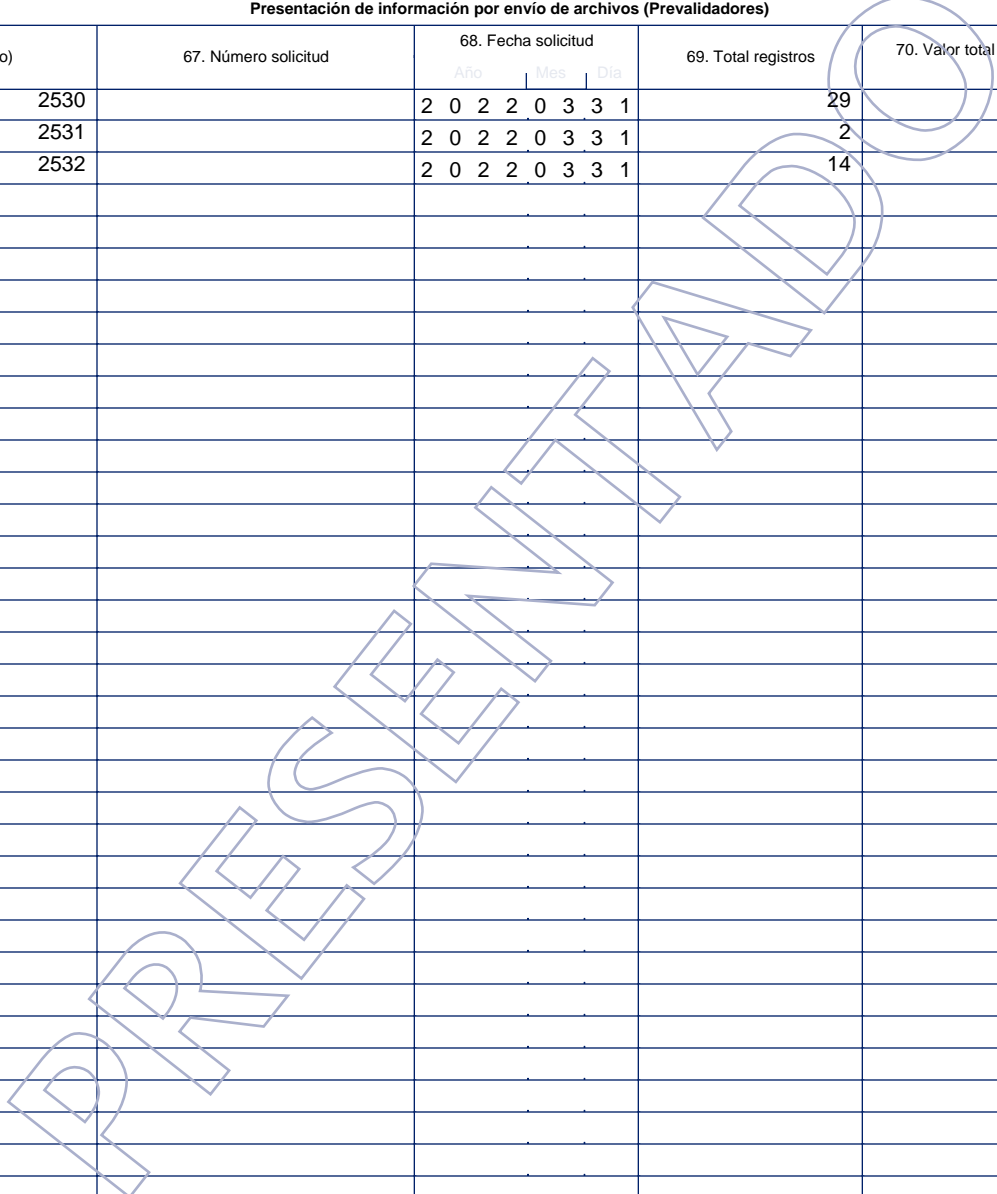 Presentación de información por envío de archivos (Prevalidadores)
o) 67. Número solicitud 68. Fecha solicitud 69. Total registros 70. Valor total
Año Mes Día
2530 2 0 2 2 0 3 3 1 29
2531 2 0 2 2 0 3 3 1 2
2532 2 0 2 2 0 3 3 1 14
PRESENTADO